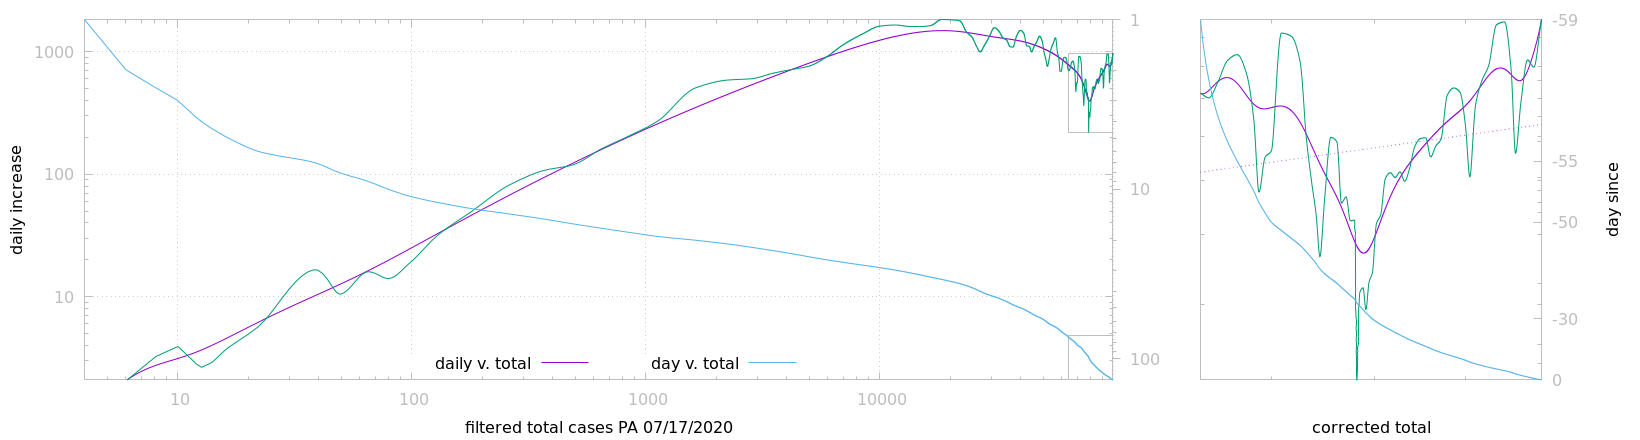 daily increase
1000
100
10
10
100
1000
10000
1
10
100
daily v. total
day v. total
filtered total cases PA 07/17/2020
-59
-55
-50
-30
0
day since
corrected total